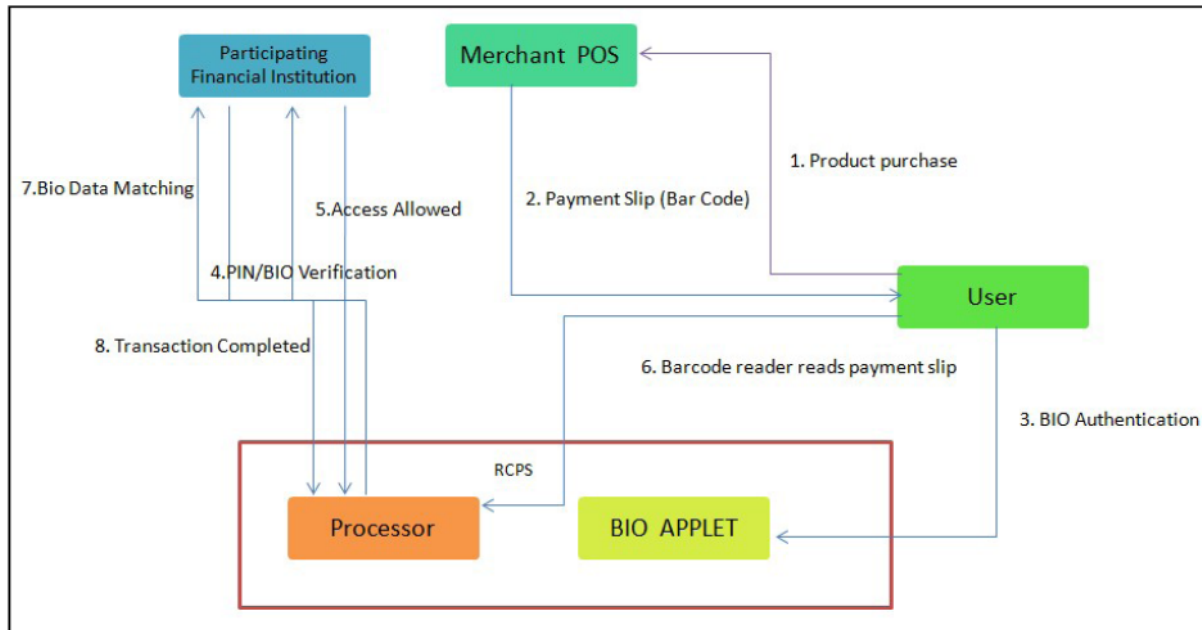 Participating
Financial Institution
Merchant POS
1. Product purchase
7.Bio Data Matching
2. Payment Slip (Bar Code)
5.Access Allowed
4.PIN/BIO Verification
User
8. Transaction Completed
6. Barcode reader reads payment slip
3. BIO Authentication
RCPS
Processor
BIO APPLET